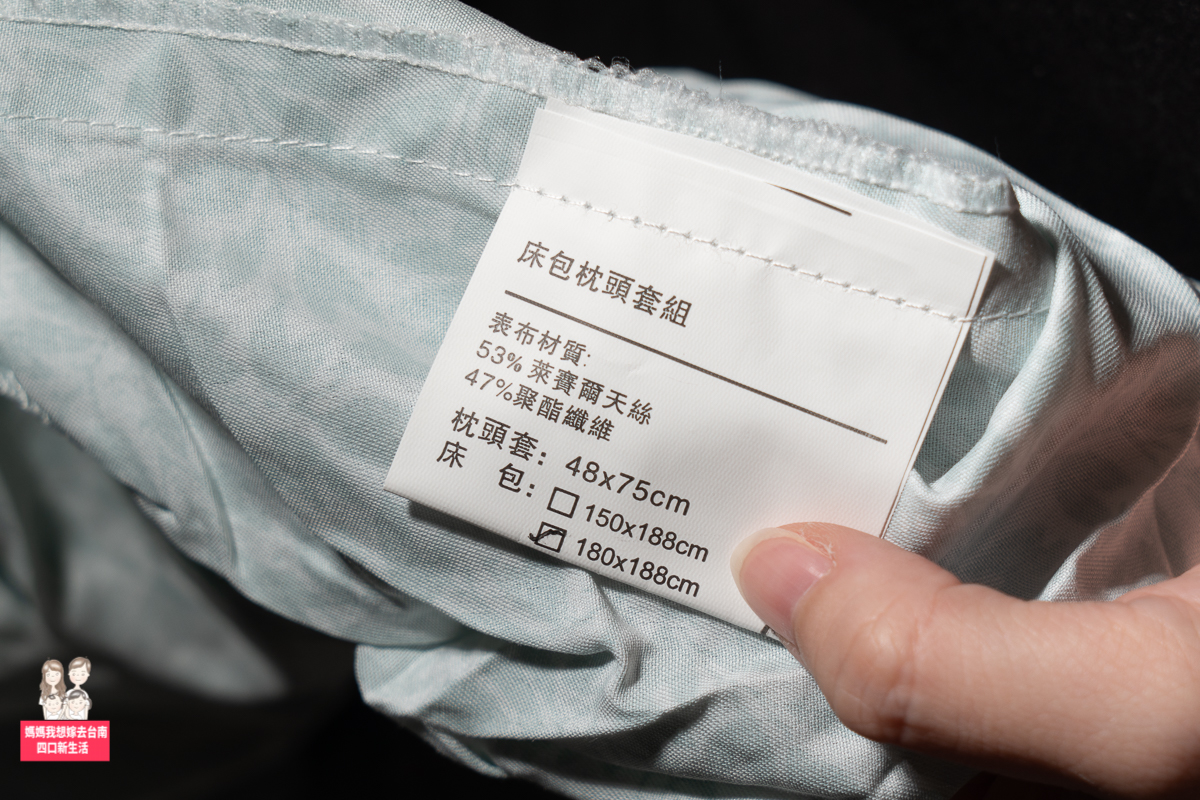 床包枕頭套組
表布材質:
53% 萊賽爾天絲
47%聚酯纖維
枕頭套: 48x75cm
床 包: ☐ 150x188cm
☑ 180x188cm
媽媽我想嫁去台南
四口新生活